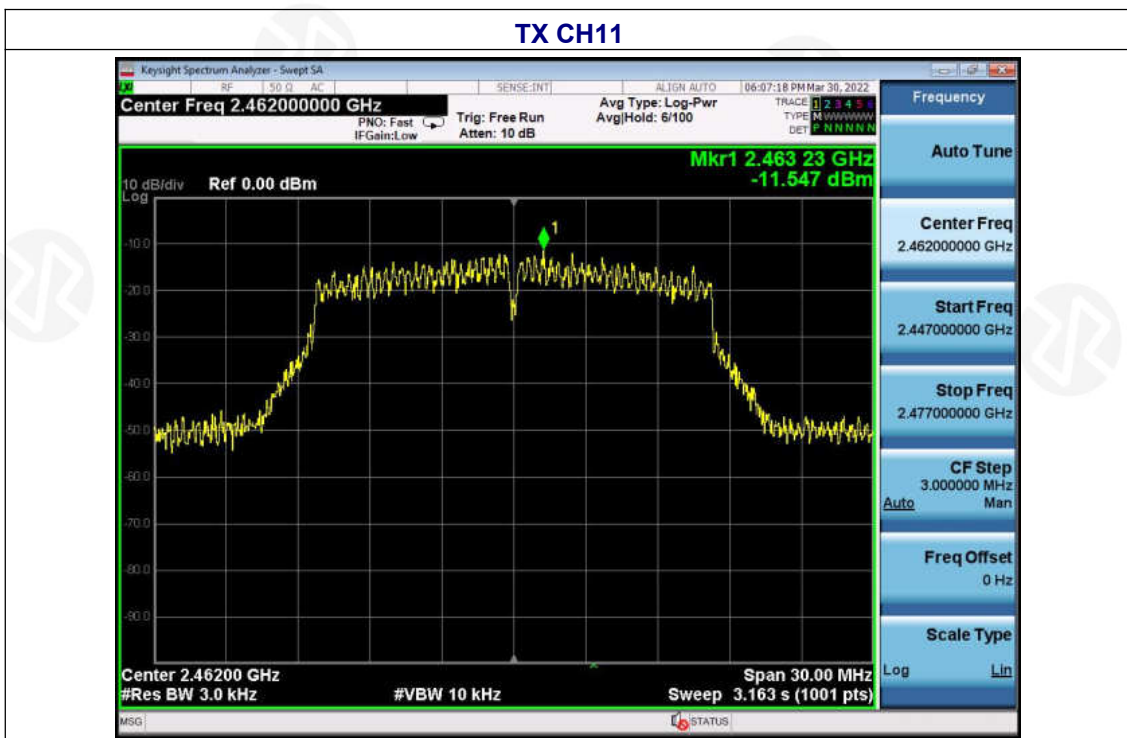 TX CH11
Keysight Spectrum Analyzer - Swept SA
LXI RF 50 Ω AC SENSE:INT ALIGN AUTO 06:07:18 PM Mar 30, 2022
Center Freq 2.462000000 GHz
PNO: Fast
IFGain:Low
Trig: Free Run
Atten: 10 dB
Avg Type: Log-Pwr
Avg|Hold: 6/100
TRACE 1 2 3 4 5 6
TYPE M WWWWW
DET P N N N N N
Mkr1 2.463 23 GHz
-11.547 dBm
10 dB/div Ref 0.00 dBm
Log
1
-10.0
-20.0
-30.0
-40.0
-50.0
-60.0
-70.0
-80.0
-90.0
Center 2.46200 GHz Span 30.00 MHz
#Res BW 3.0 kHz #VBW 10 kHz Sweep 3.163 s (1001 pts)
MSG STATUS
Frequency
Auto Tune
Center Freq
2.462000000 GHz
Start Freq
2.447000000 GHz
Stop Freq
2.477000000 GHz
CF Step
3.000000 MHz
Auto Man
Freq Offset
0 Hz
Scale Type
Log Lin